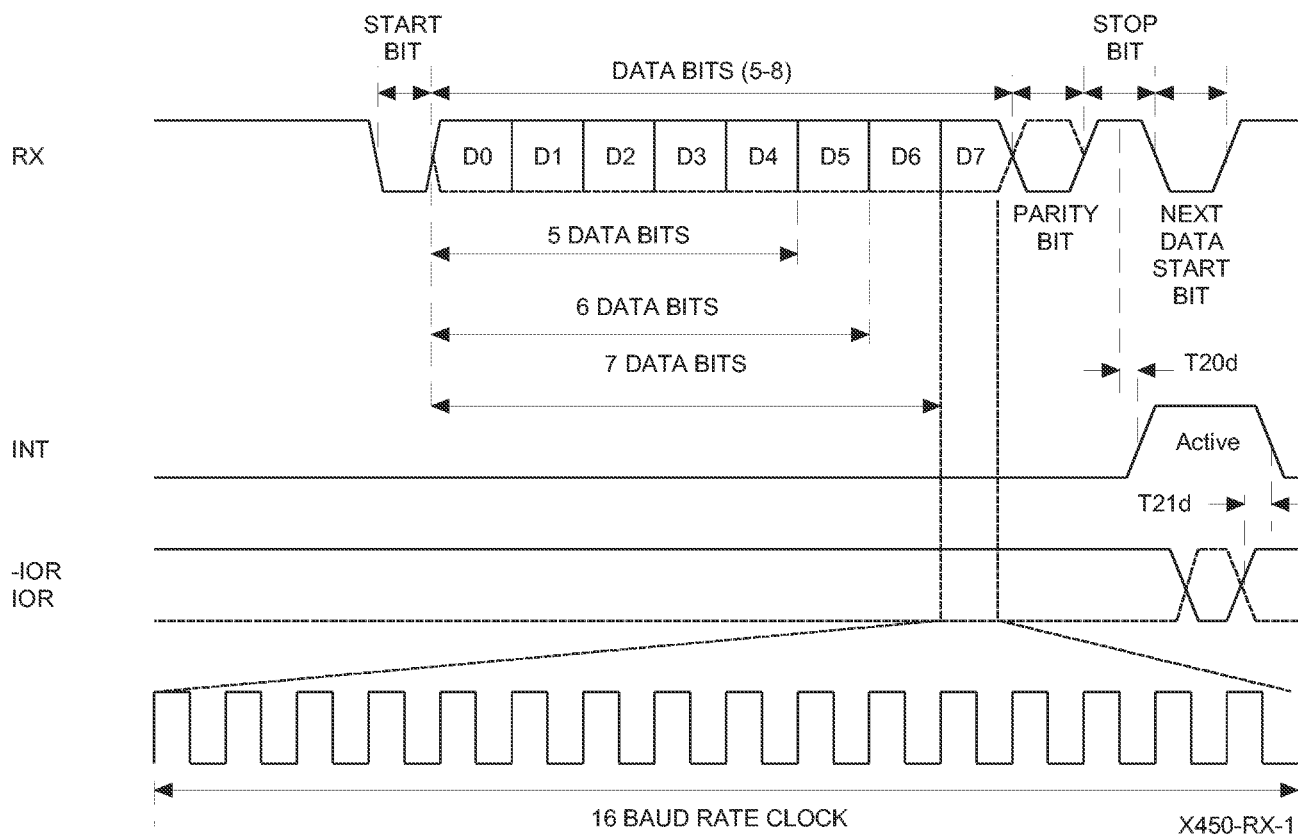 START
BIT
STOP
BIT
DATA BITS (5-8)
RX
D0 D1 D2 D3 D4 D5 D6 D7
PARITY
BIT
NEXT
DATA
START
BIT
5 DATA BITS
6 DATA BITS
7 DATA BITS
T20d
INT
Active
T21d
-IOR
IOR
16 BAUD RATE CLOCK
X450-RX-1